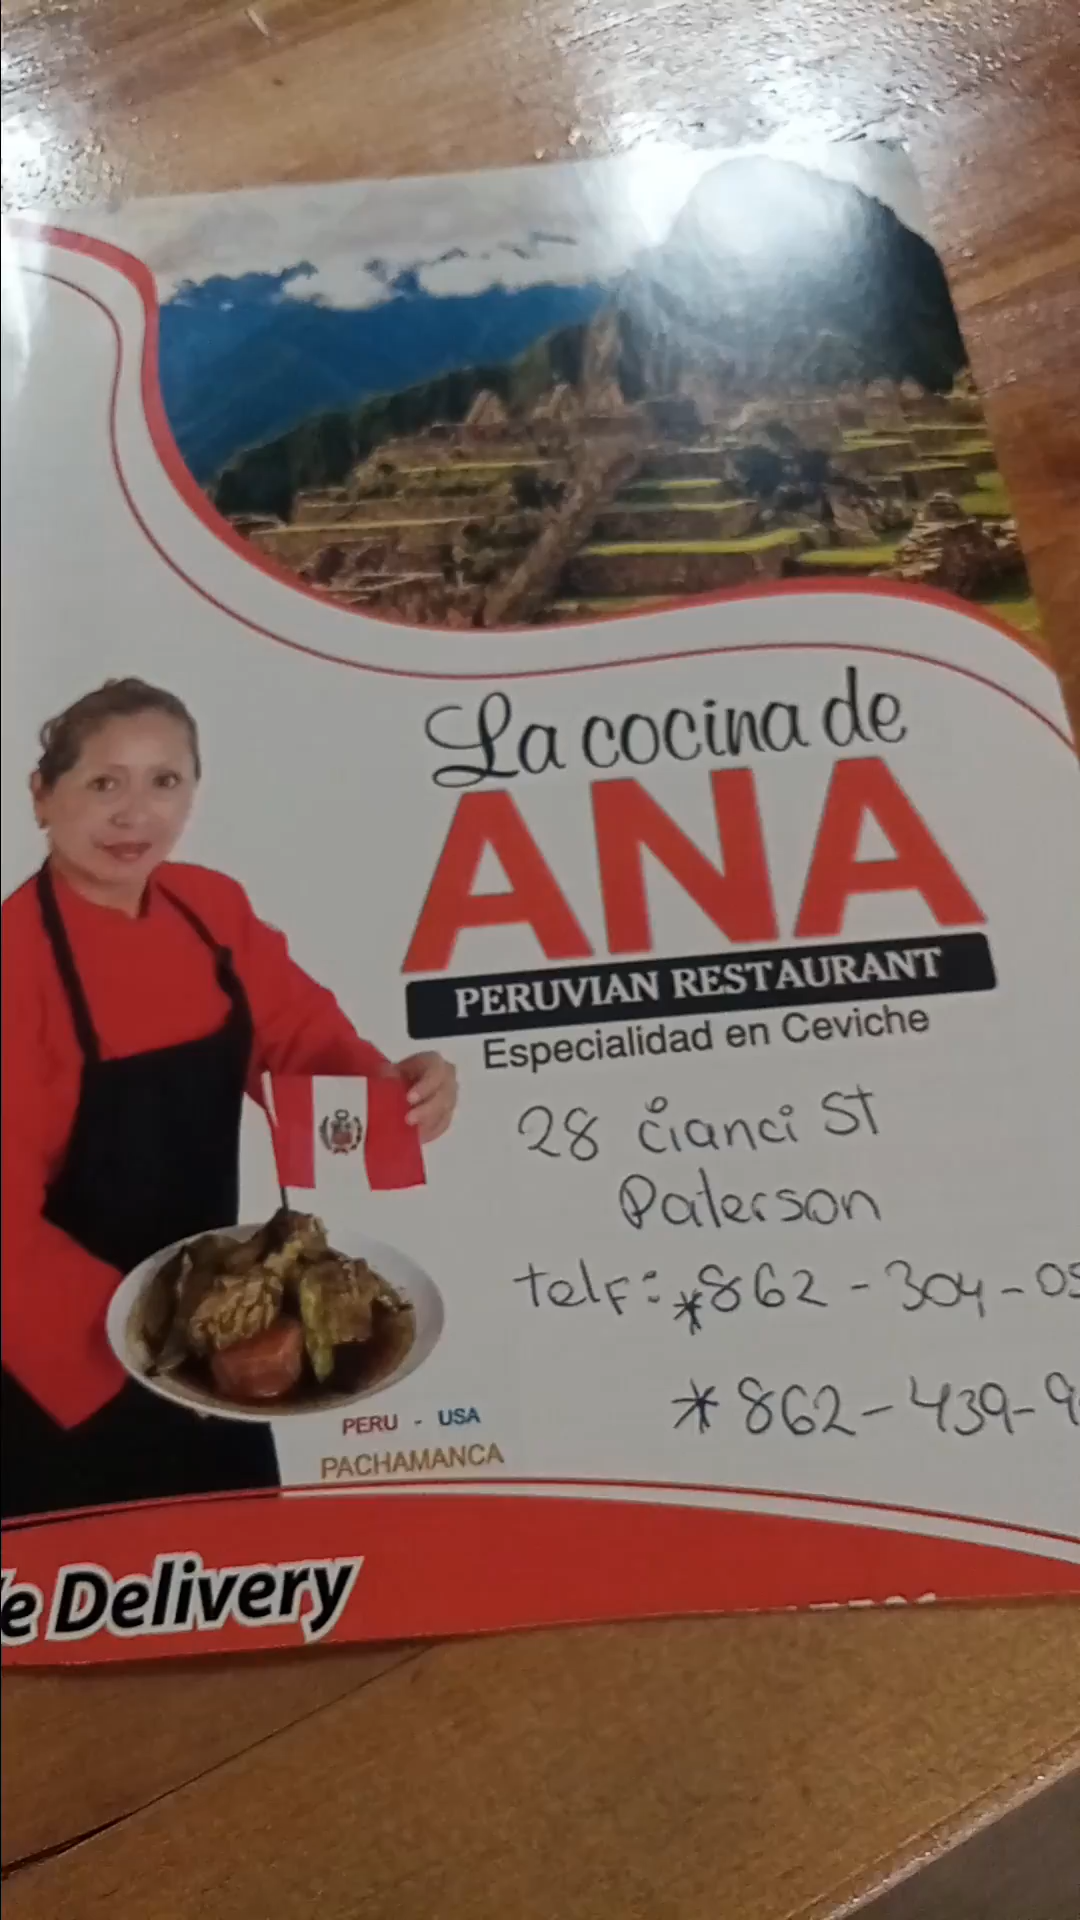 La cocina de
ANA
PERUVIAN RESTAURANT
Especialidad en Ceviche
28 Cianci St
Paterson
telf: *862-304-05
*862-439-9
PERU - USA
PACHAMANCA
e Delivery